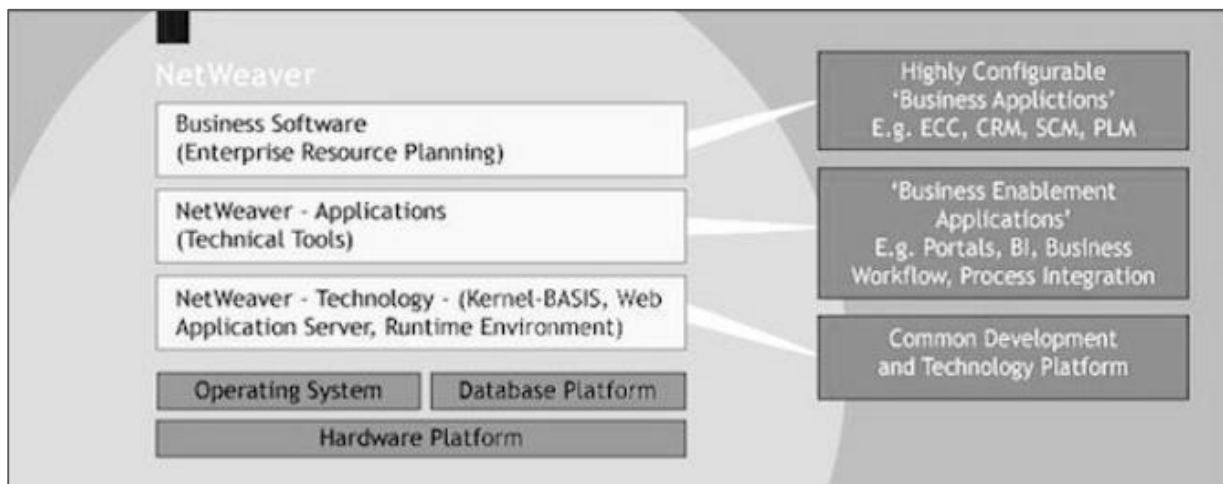 NetWeaver
Business Software
(Enterprise Resource Planning)
NetWeaver - Applications
(Technical Tools)
NetWeaver - Technology - (Kernel-BASIS, Web
Application Server, Runtime Environment)
Operating System
Database Platform
Hardware Platform
Highly Configurable
‘Business Applictions’
E.g. ECC, CRM, SCM, PLM
‘Business Enablement
Applications’
E.g. Portals, BI, Business
Workflow, Process Integration
Common Development
and Technology Platform